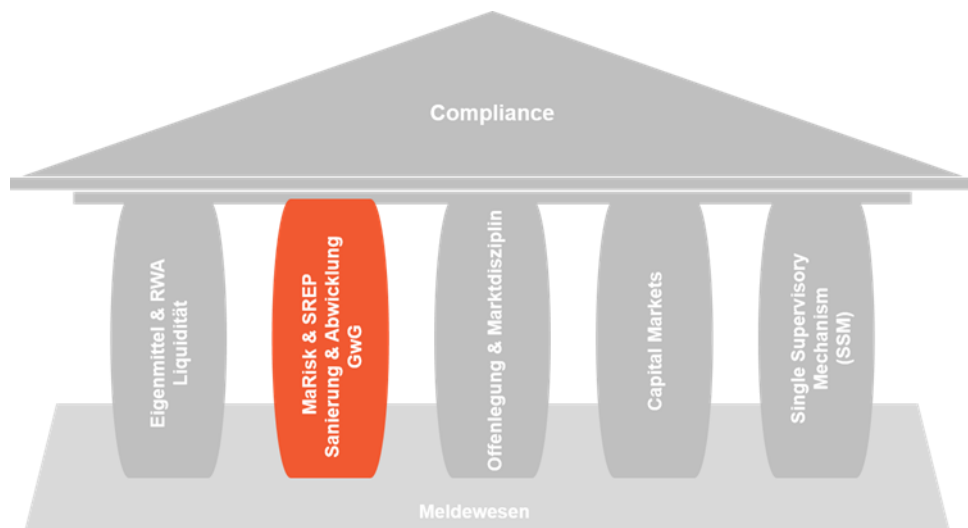 Compliance
Eigenmittel & RWA
Liquidität
MaRisk & SREP
Sanierung & Abwicklung
GwG
Offenlegung & Marktdisziplin
Capital Markets
Single Supervisory
Mechanism
(SSM)
Meldewesen